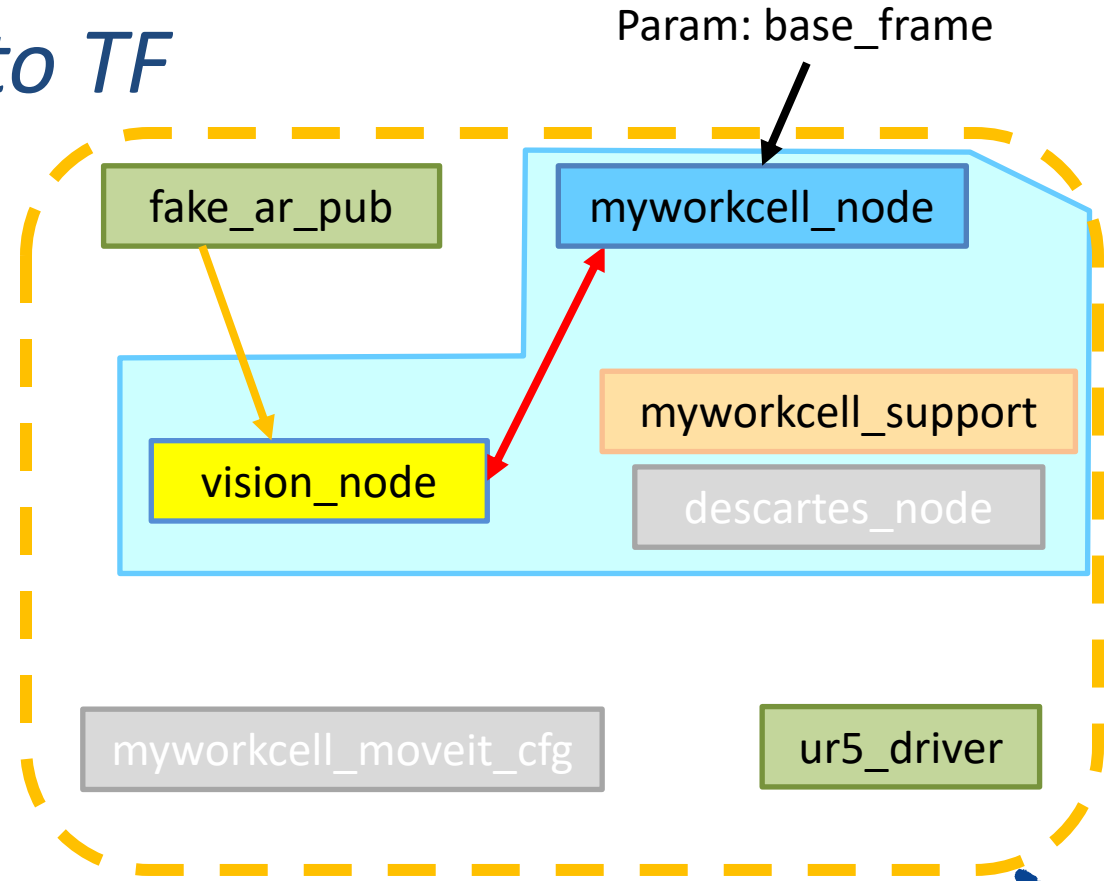 to TF
Param: base_frame
fake_ar_pub
myworkcell_node
myworkcell_support
vision_node
descartes_node
myworkcell_moveit_cfg
ur5_driver